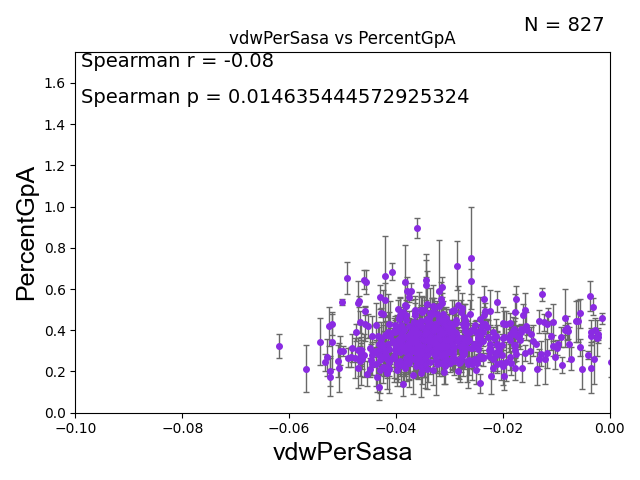 N = 827
vdwPerSasa vs PercentGpA
Spearman r = -0.08
Spearman p = 0.014635444572925324
PercentGpA
1.6
1.4
1.2
1.0
0.8
0.6
0.4
0.2
0.0
−0.10 −0.08 −0.06 −0.04 −0.02 0.00
vdwPerSasa